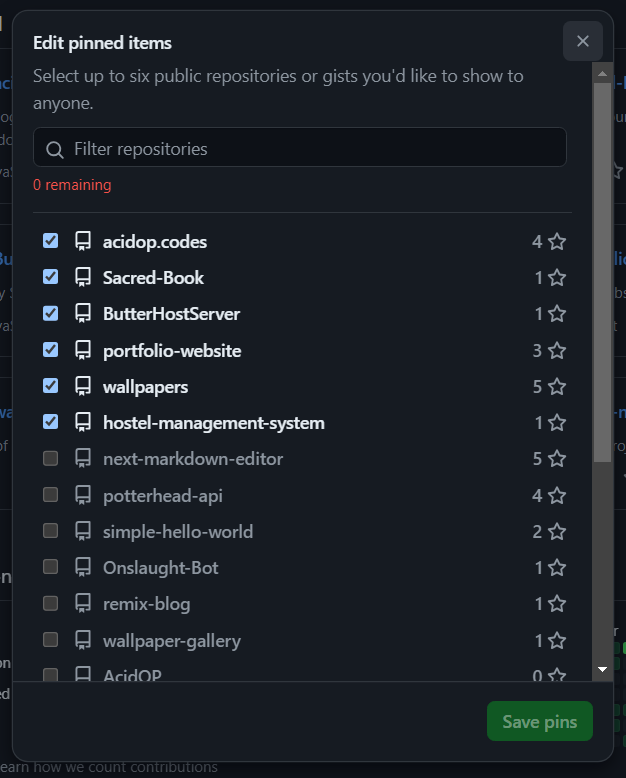 Edit pinned items
Select up to six public repositories or gists you'd like to show to
anyone.
Filter repositories
0 remaining
acidop.codes 4
Sacred-Book 1
ButterHostServer 1
portfolio-website 3
wallpapers 5
hostel-management-system 1
next-markdown-editor 5
potterhead-api 4
simple-hello-world 2
Onslaught-Bot 1
remix-blog 1
wallpaper-gallery 1
AcidOP 0
Save pins
earn how we count contributions